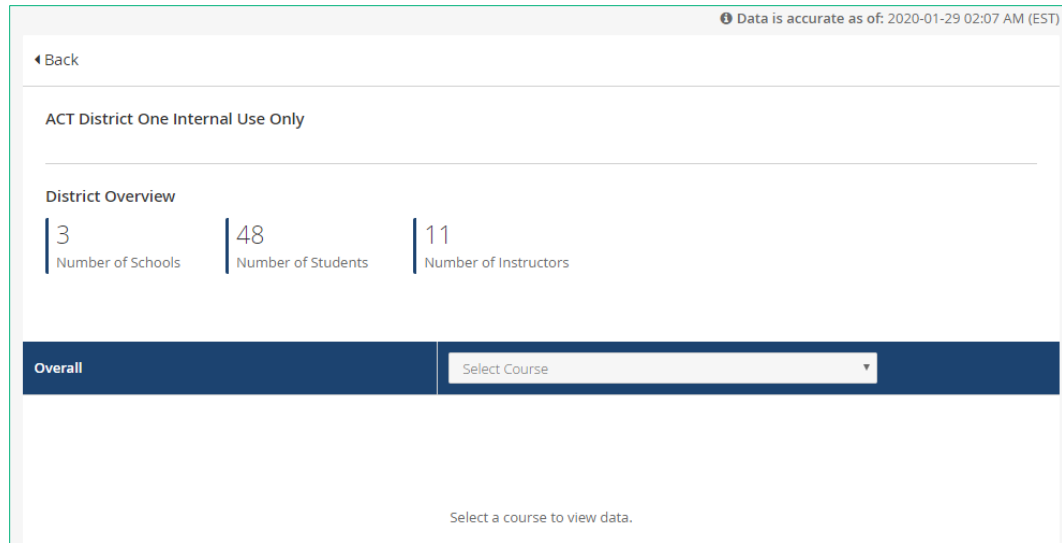 Data is accurate as of: 2020-01-29 02:07 AM (EST)
Back
ACT District One Internal Use Only
District Overview
3 48 11
Number of Schools Number of Students Number of Instructors
Overall Select Course
Select a course to view data.